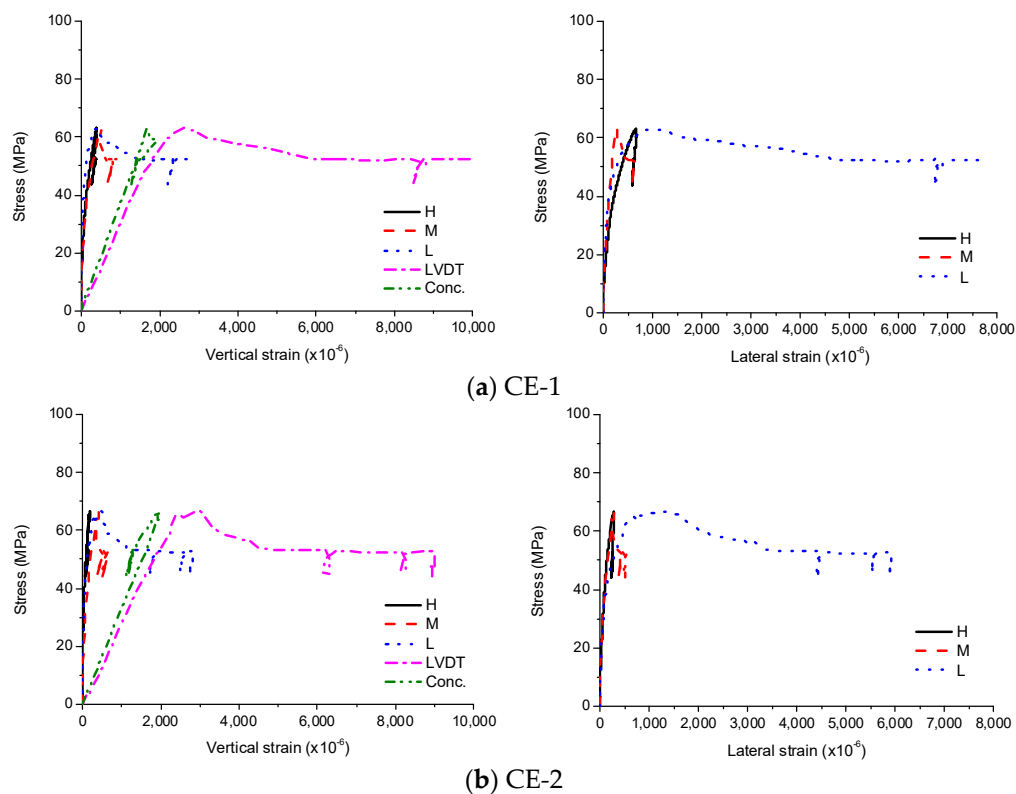 100
80
60
40
20
0
Stress (MPa)
H
M
L
LVDT
Conc.
0 2,000 4,000 6,000 8,000 10,000
Vertical strain (x10-6)
100
80
60
40
20
0
Stress (MPa)
H
M
L
0 1,000 2,000 3,000 4,000 5,000 6,000 7,000 8,000
Lateral strain (x10-6)
(a) CE-1
100
80
60
40
20
0
Stress (MPa)
H
M
L
LVDT
Conc.
0 2,000 4,000 6,000 8,000 10,000
Vertical strain (x10-6)
100
80
60
40
20
0
Stress (MPa)
H
M
L
0 1,000 2,000 3,000 4,000 5,000 6,000 7,000 8,000
Lateral strain (x10-6)
(b) CE-2